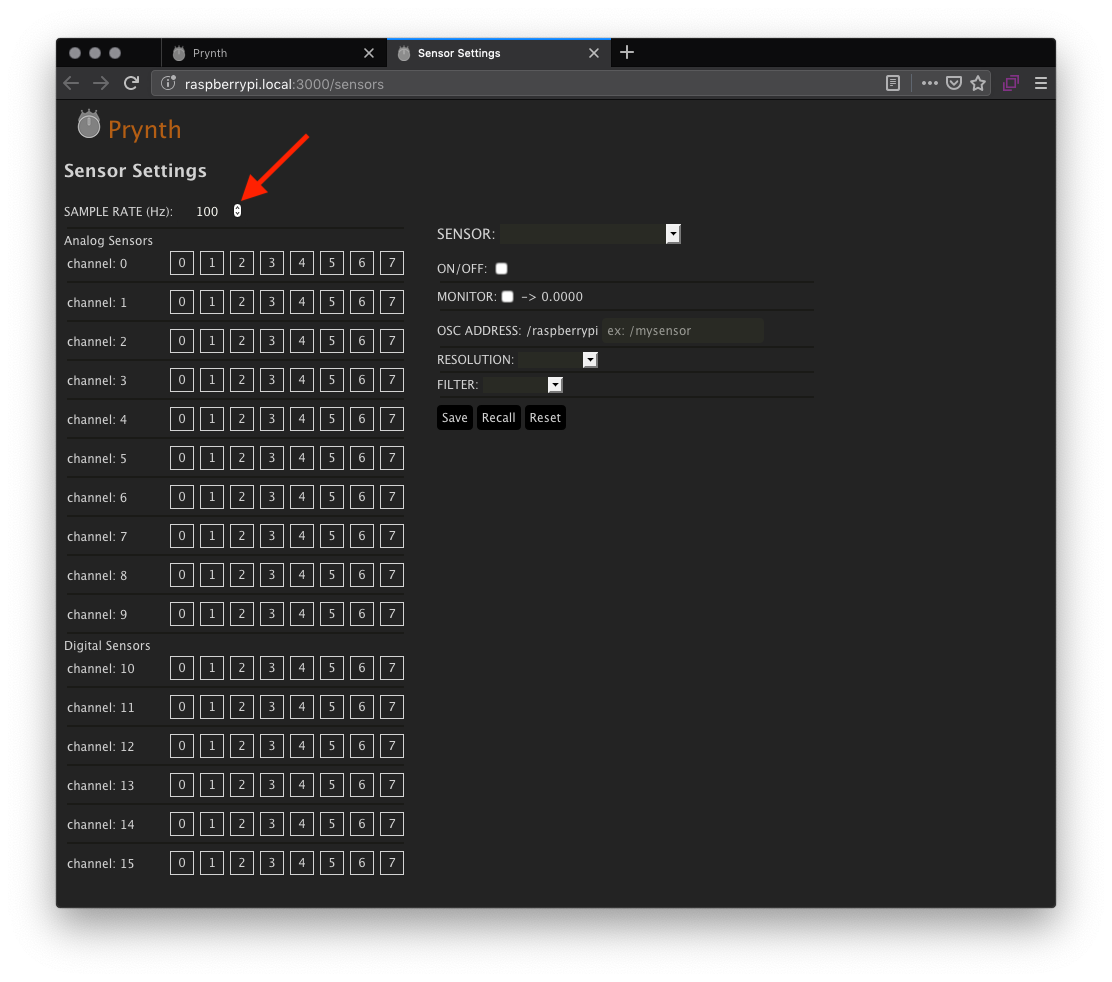 Prynth
Sensor Settings
raspberrypi.local:3000/sensors
Prynth
Sensor Settings
SAMPLE RATE (Hz): 100
Analog Sensors
channel: 0 0 1 2 3 4 5 6 7
channel: 1 0 1 2 3 4 5 6 7
channel: 2 0 1 2 3 4 5 6 7
channel: 3 0 1 2 3 4 5 6 7
channel: 4 0 1 2 3 4 5 6 7
channel: 5 0 1 2 3 4 5 6 7
channel: 6 0 1 2 3 4 5 6 7
channel: 7 0 1 2 3 4 5 6 7
channel: 8 0 1 2 3 4 5 6 7
channel: 9 0 1 2 3 4 5 6 7
Digital Sensors
channel: 10 0 1 2 3 4 5 6 7
channel: 11 0 1 2 3 4 5 6 7
channel: 12 0 1 2 3 4 5 6 7
channel: 13 0 1 2 3 4 5 6 7
channel: 14 0 1 2 3 4 5 6 7
channel: 15 0 1 2 3 4 5 6 7
SENSOR:
ON/OFF:
MONITOR: -> 0.0000
OSC ADDRESS: /raspberrypi ex: /mysensor
RESOLUTION:
FILTER:
Save Recall Reset